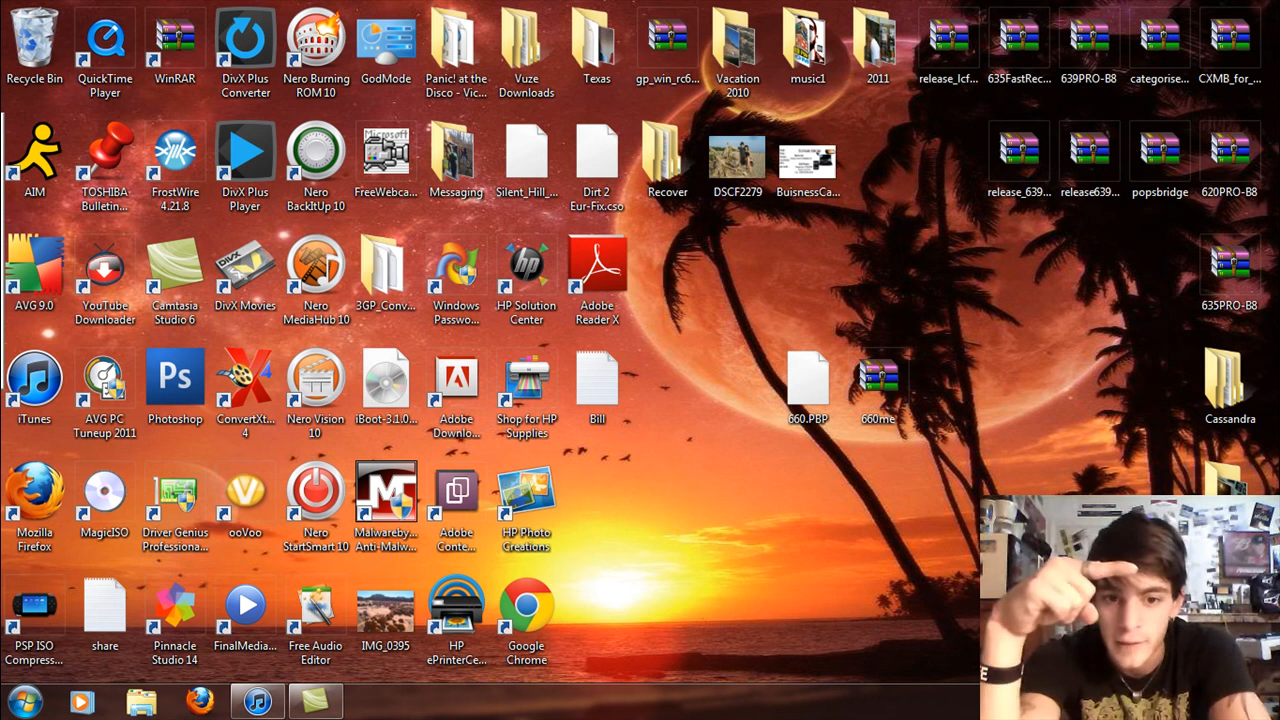 Recycle Bin
QuickTime Player
WinRAR
DivX Plus Converter
Nero Burning ROM 10
GodMode
Panic! at the Disco - Vic...
Vuze Downloads
Texas
gp_win_rc6...
Vacation 2010
music1
2011
release_lcf...
635FastRec...
639PRO-B8
categorise...
CXMB_for_...
AIM
TOSHIBA Bulletin...
FrostWire 4.21.8
DivX Plus Player
Nero BackItUp 10
Microsoft
FreeWebca...
Messaging
Silent_Hill_...
Dirt 2 Eur-Fix.cso
Recover
DSCF2279
BuisnessCa...
release_639...
release639...
popsbridge
620PRO-B8
AVG 9.0
YouTube Downloader
Camtasia Studio 6
DivX
DivX Movies
Nero MediaHub 10
3GP_Conv...
Windows Passwo...
hp
HP Solution Center
Adobe Reader X
635PRO-B8
iTunes
AVG PC Tuneup 2011
Ps
Photoshop
4
ConvertXt... 4
Nero Vision 10
iBoot-3.1.0...
Adobe Downlo...
Shop for HP Supplies
Bill
660.PBP
660me
Cassandra
Mozilla Firefox
MagicISO
Driver Genius Professiona...
V
ooVoo
Nero StartSmart 10
M
Malwareby... Anti-Malw...
Adobe Conte...
HP Photo Creations
PSP ISO Compress...
share
Pinnacle Studio 14
FinalMedia...
Free Audio Editor
IMG_0395
HP ePrinterCe...
Google Chrome